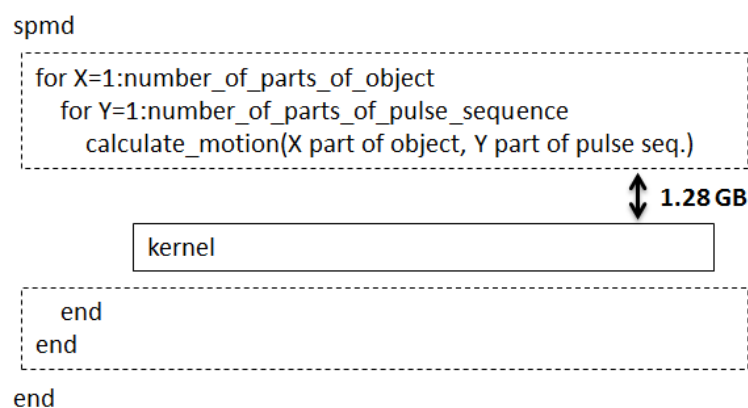 spmd
for X=1:number_of_parts_of_object
for Y=1:number_of_parts_of_pulse_sequence
calculate_motion(X part of object, Y part of pulse seq.)
1.28 GB
kernel
end
end
end